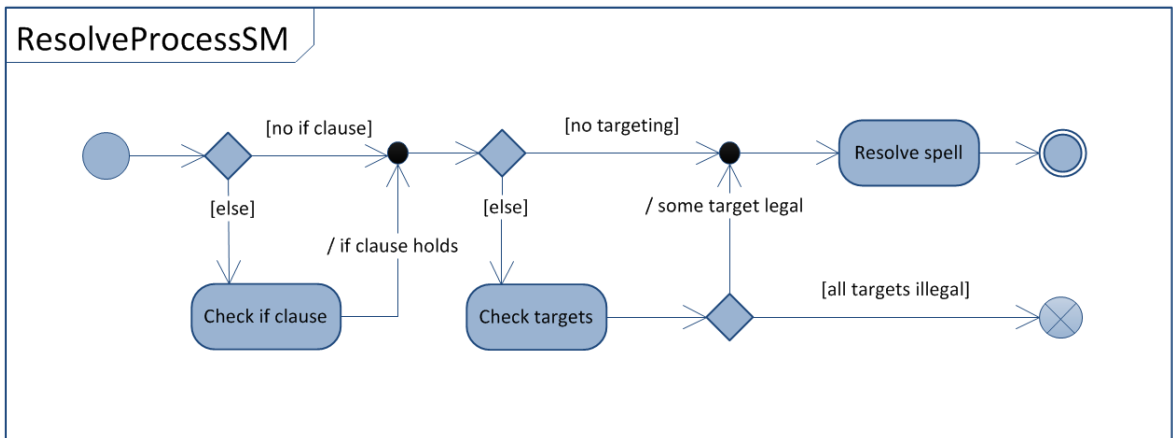 ResolveProcessSM
[no if clause]
[no targeting]
Resolve spell
[else]
[else]
/ some target legal
/ if clause holds
[all targets illegal]
Check if clause
Check targets